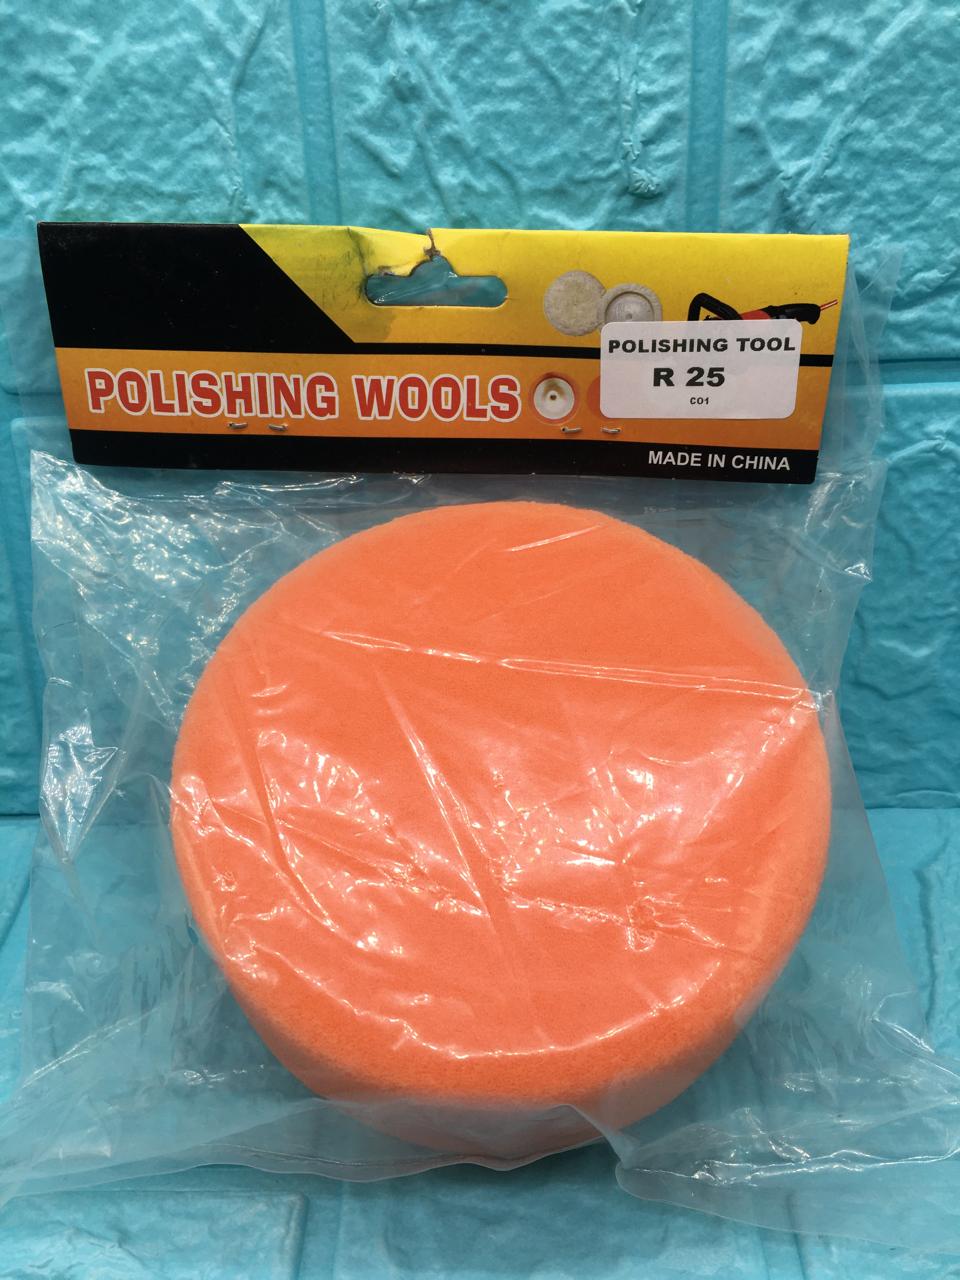 POLISHING WOOLS
POLISHING TOOL
R 25
C01
MADE IN CHINA